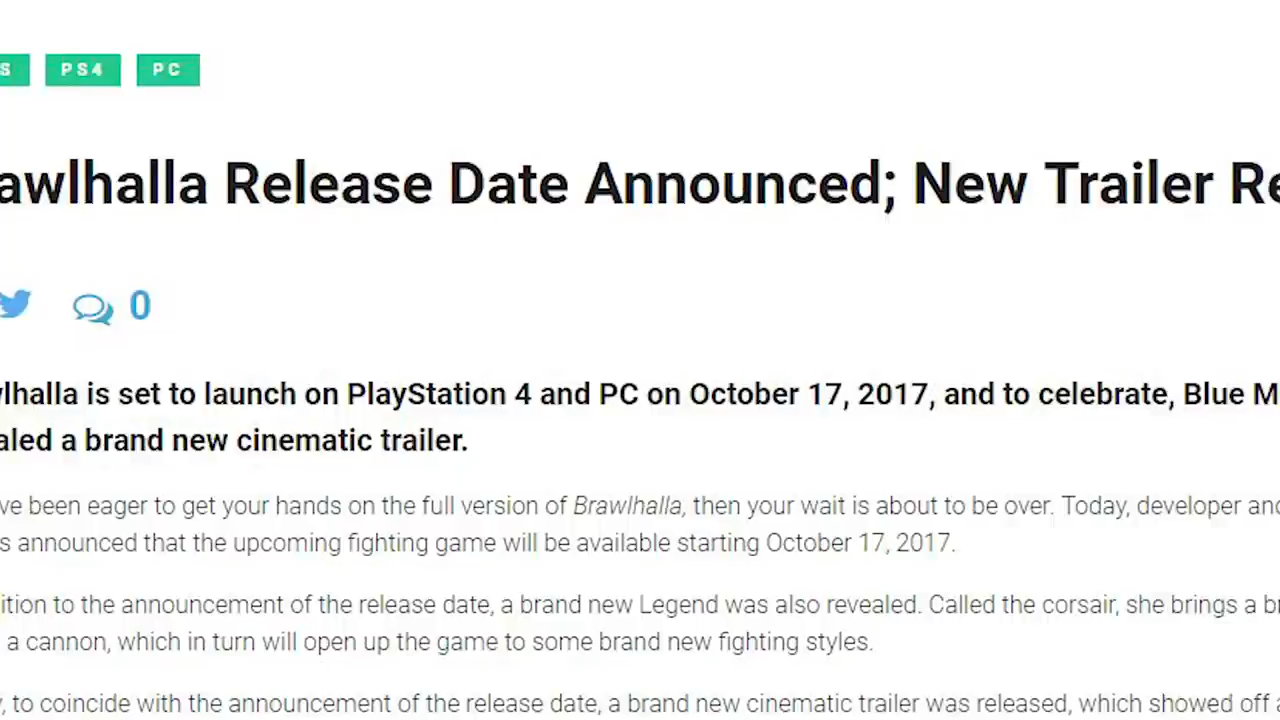 S PS4 PC
awlhalla Release Date Announced; New Trailer Re
0
lhalla is set to launch on PlayStation 4 and PC on October 17, 2017, and to celebrate, Blue M
aled a brand new cinematic trailer.
ve been eager to get your hands on the full version of Brawlhalla, then your wait is about to be over. Today, developer and
s announced that the upcoming fighting game will be available starting October 17, 2017.
ition to the announcement of the release date, a brand new Legend was also revealed. Called the corsair, she brings a br
a cannon, which in turn will open up the game to some brand new fighting styles.
, to coincide with the announcement of the release date, a brand new cinematic trailer was released, which showed off a